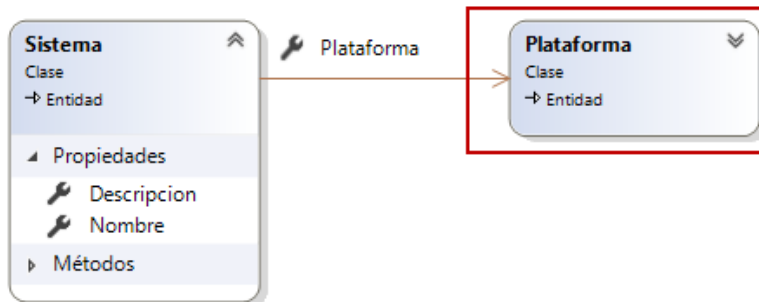 Sistema
Clase
Entidad
Propiedades
Descripcion
Nombre
Métodos
Plataforma
Plataforma
Clase
Entidad